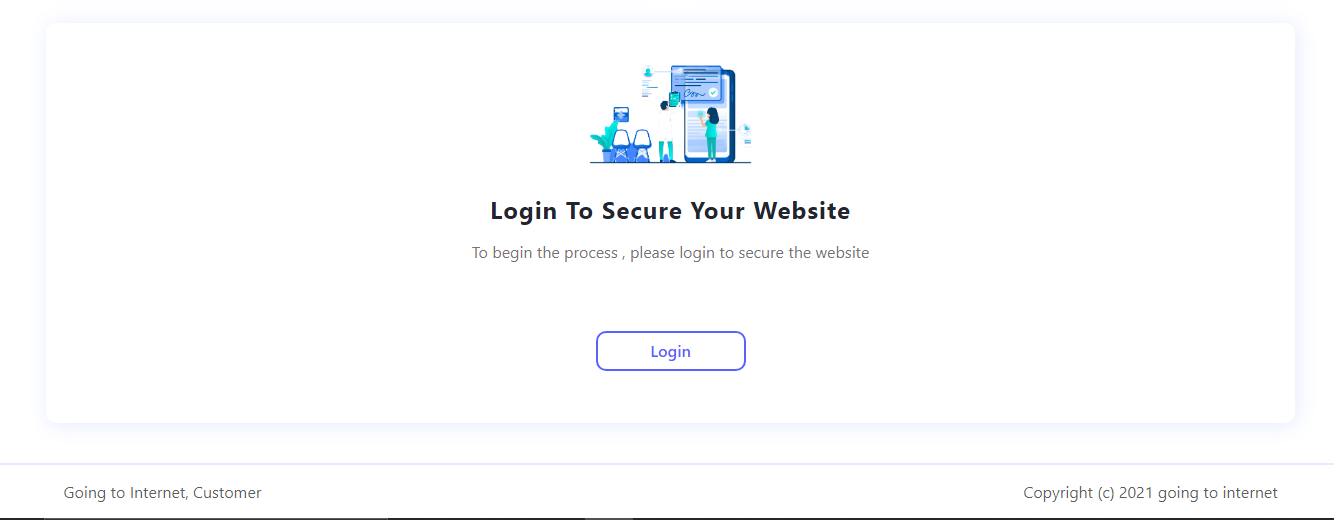 Login To Secure Your Website
To begin the process , please login to secure the website
Login
Going to Internet, Customer
Copyright (c) 2021 going to internet